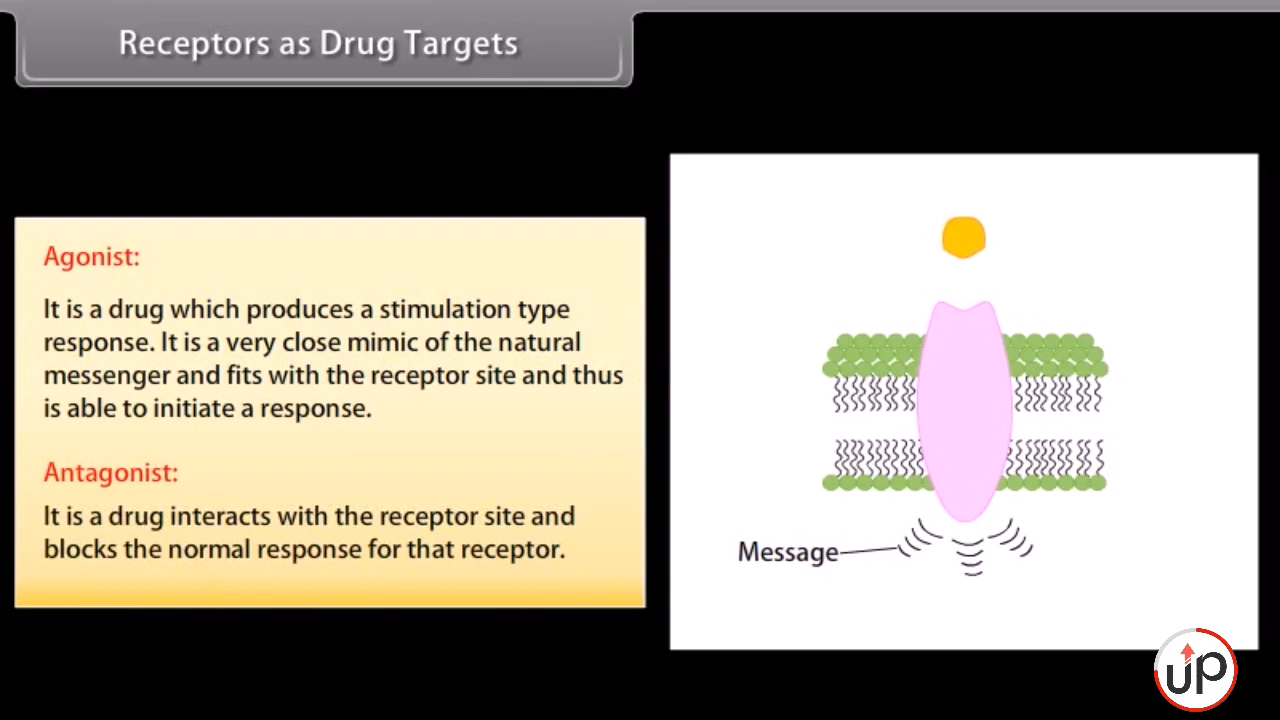 Receptors as Drug Targets
Agonist:
It is a drug which produces a stimulation type
response. It is a very close mimic of the natural
messenger and fits with the receptor site and thus
is able to initiate a response.
Antagonist:
It is a drug interacts with the receptor site and
blocks the normal response for that receptor.
Message
UP